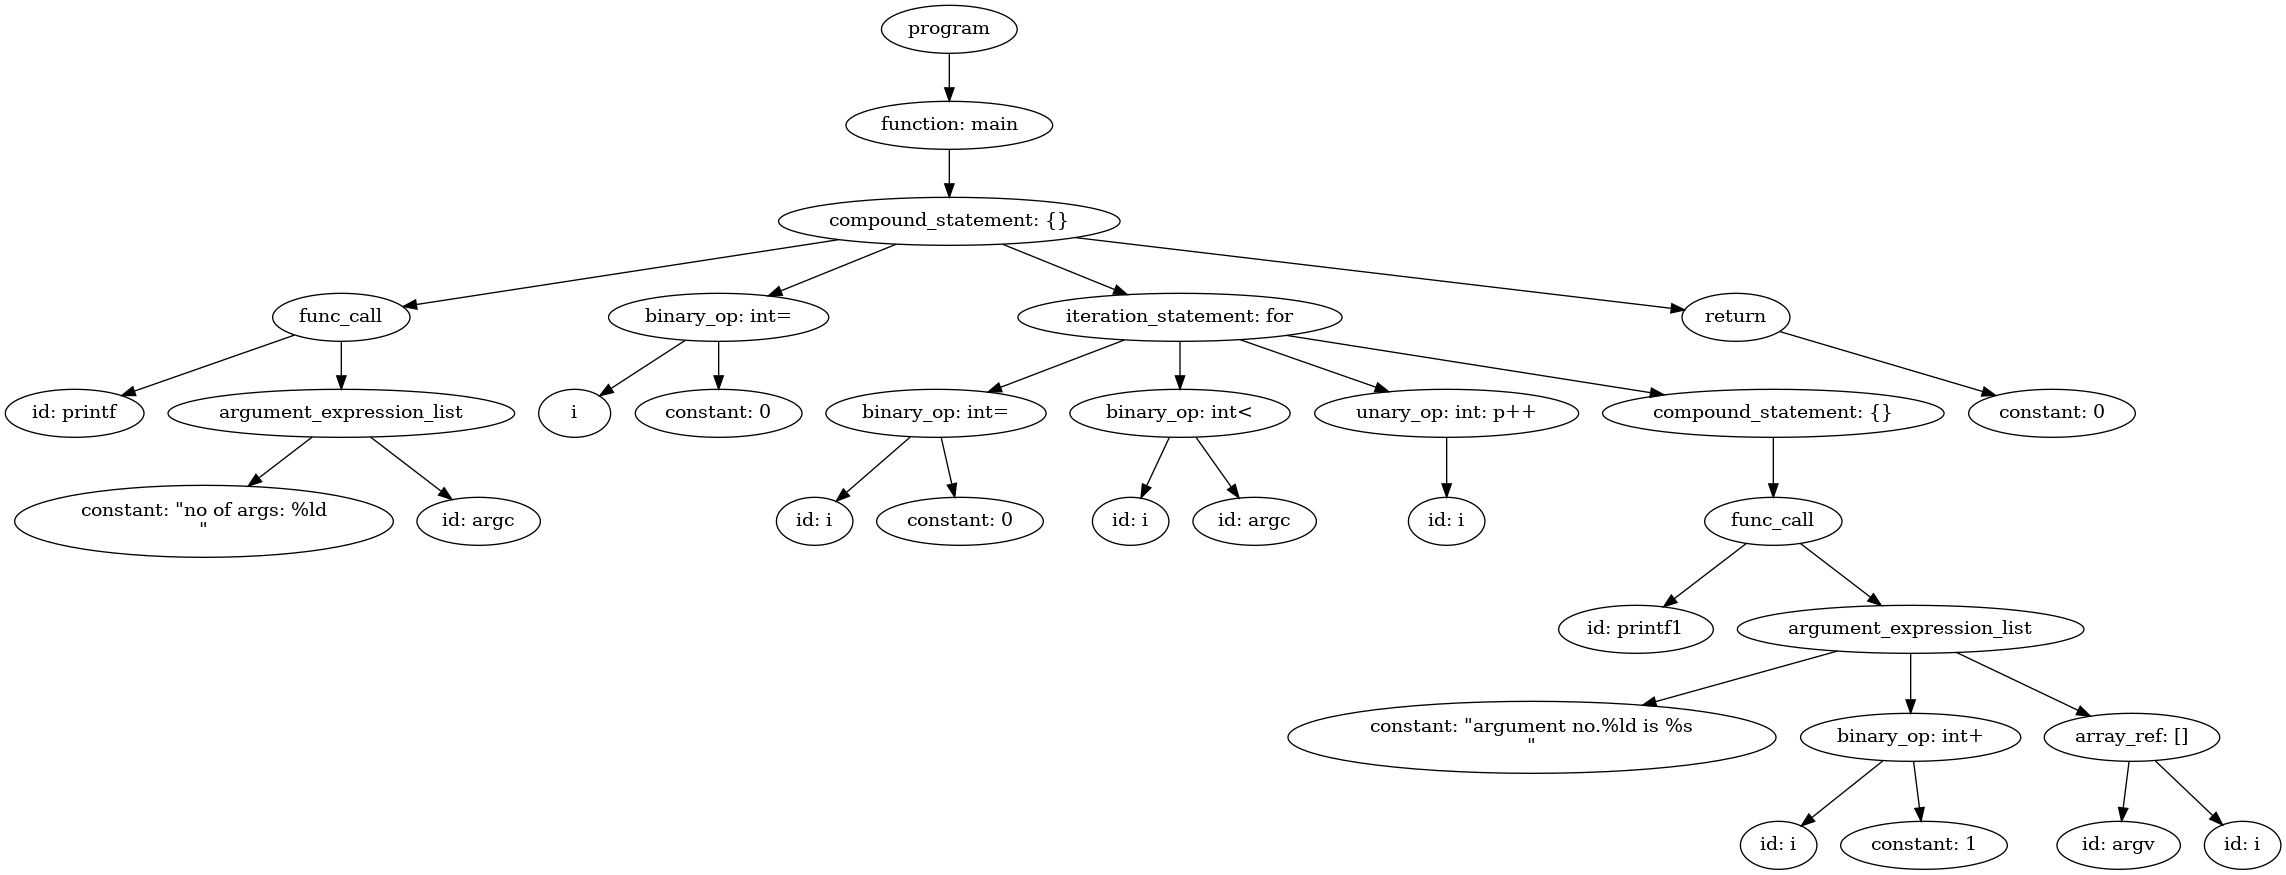 program
function: main
compound_statement: {}
func_call
binary_op: int=
iteration_statement: for
return
id: printf
argument_expression_list
i
constant: 0
binary_op: int=
binary_op: int<
unary_op: int: p++
compound_statement: {}
constant: 0
constant: "no of args: %ld
"
id: argc
id: i
constant: 0
id: i
id: argc
id: i
func_call
id: printf1
argument_expression_list
constant: "argument no.%ld is %s
"
binary_op: int+
array_ref: []
id: i
constant: 1
id: argv
id: i